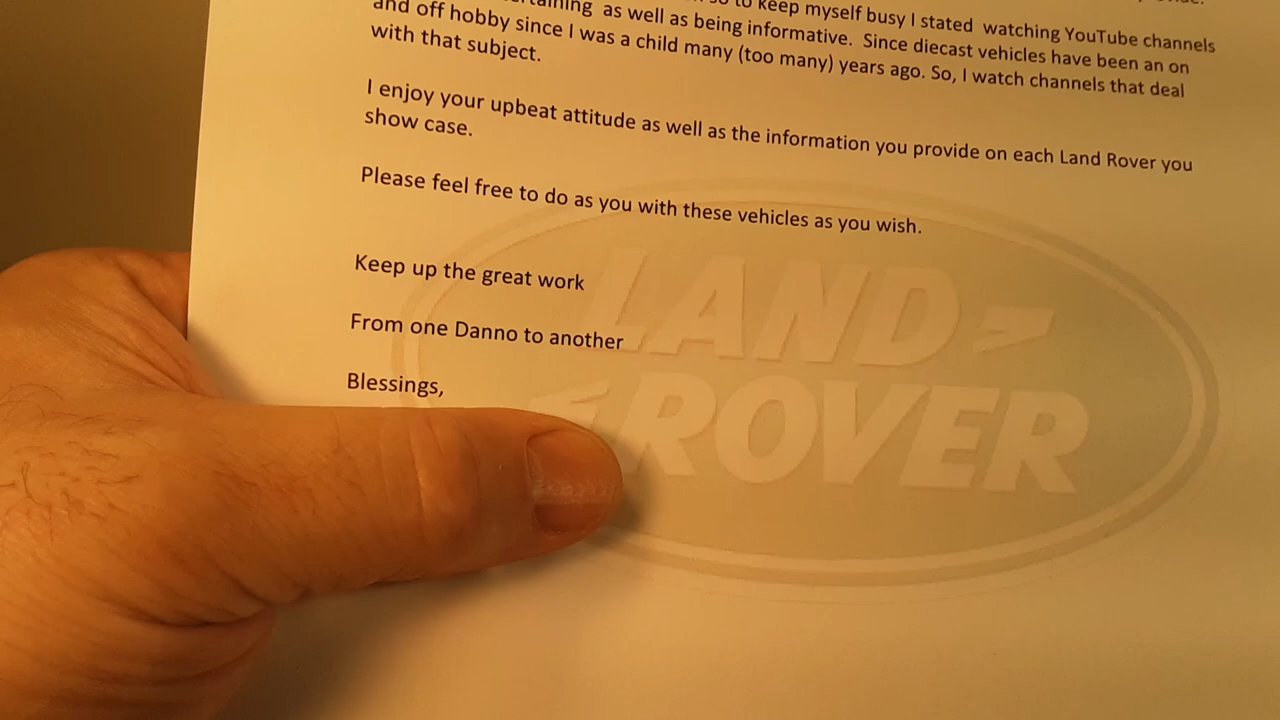 to keep myself busy I stated watching YouTube channels
as well as being informative. Since diecast vehicles have been an on
and off hobby since I was a child many (too many) years ago. So, I watch channels that deal
with that subject.
I enjoy your upbeat attitude as well as the information you provide on each Land Rover you
show case.
Please feel free to do as you with these vehicles as you wish.
Keep up the great work
From one Danno to another
Blessings,
LAND
ROVER